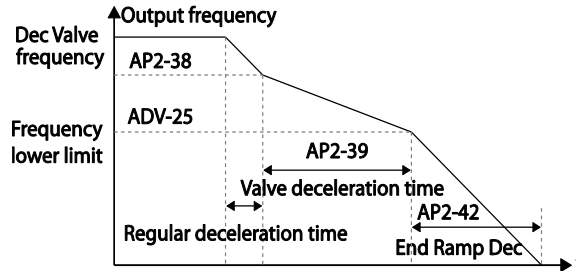 Output frequency
Dec Valve
frequency
AP2-38
ADV-25
Frequency
lower limit
AP2-39
Valve deceleration time
AP2-42
Regular deceleration time
End Ramp Dec